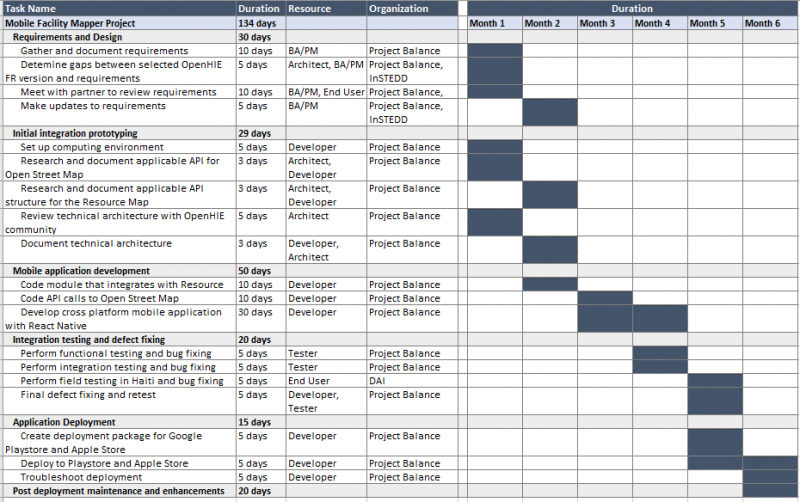 Task Name Duration Resource Organization Duration
Mobile Facility Mapper Project 134 days Month 1 Month 2 Month 3 Month 4 Month 5 Month 6
Requirements and Design 30 days
Gather and document requirements 10 days BA/PM Project Balance
Detemine gaps between selected OpenHIE 5 days Architect, BA/PM Project Balance,
FR version and requirements InSTEDD
Meet with partner to review requirements 10 days BA/PM, End User Project Balance,
Make updates to requirements 5 days BA/PM Project Balance,
InSTEDD
Initial integration prototyping 29 days
Set up computing environment 5 days Developer Project Balance
Research and document applicable API for 3 days Architect, Project Balance
Open Street Map Developer
Research and document applicable API 3 days Architect, Project Balance
structure for the Resource Map Developer
Review technical architecture with OpenHIE 5 days Architect Project Balance
community
Document technical architecture 3 days Developer, Project Balance
Architect
Mobile application development 50 days
Code module that integrates with Resource 10 days Developer Project Balance
Code API calls to Open Street Map 10 days Developer Project Balance
Develop cross platform mobile application 30 days Developer Project Balance
with React Native
Integration testing and defect fixing 20 days
Perform functional testing and bug fixing 5 days Tester Project Balance
Perform integration testing and bug fixing 5 days Tester Project Balance
Perform field testing in Haiti and bug fixing 5 days End User DAI
Final defect fixing and retest 5 days Developer, Project Balance
Tester
Application Deployment 15 days
Create deployment package for Google 5 days Developer Project Balance
Playstore and Apple Store
Deploy to Playstore and Apple Store 5 days Developer Project Balance
Troubleshoot deployment 5 days Developer Project Balance
Post deployment maintenance and enhancements 20 days